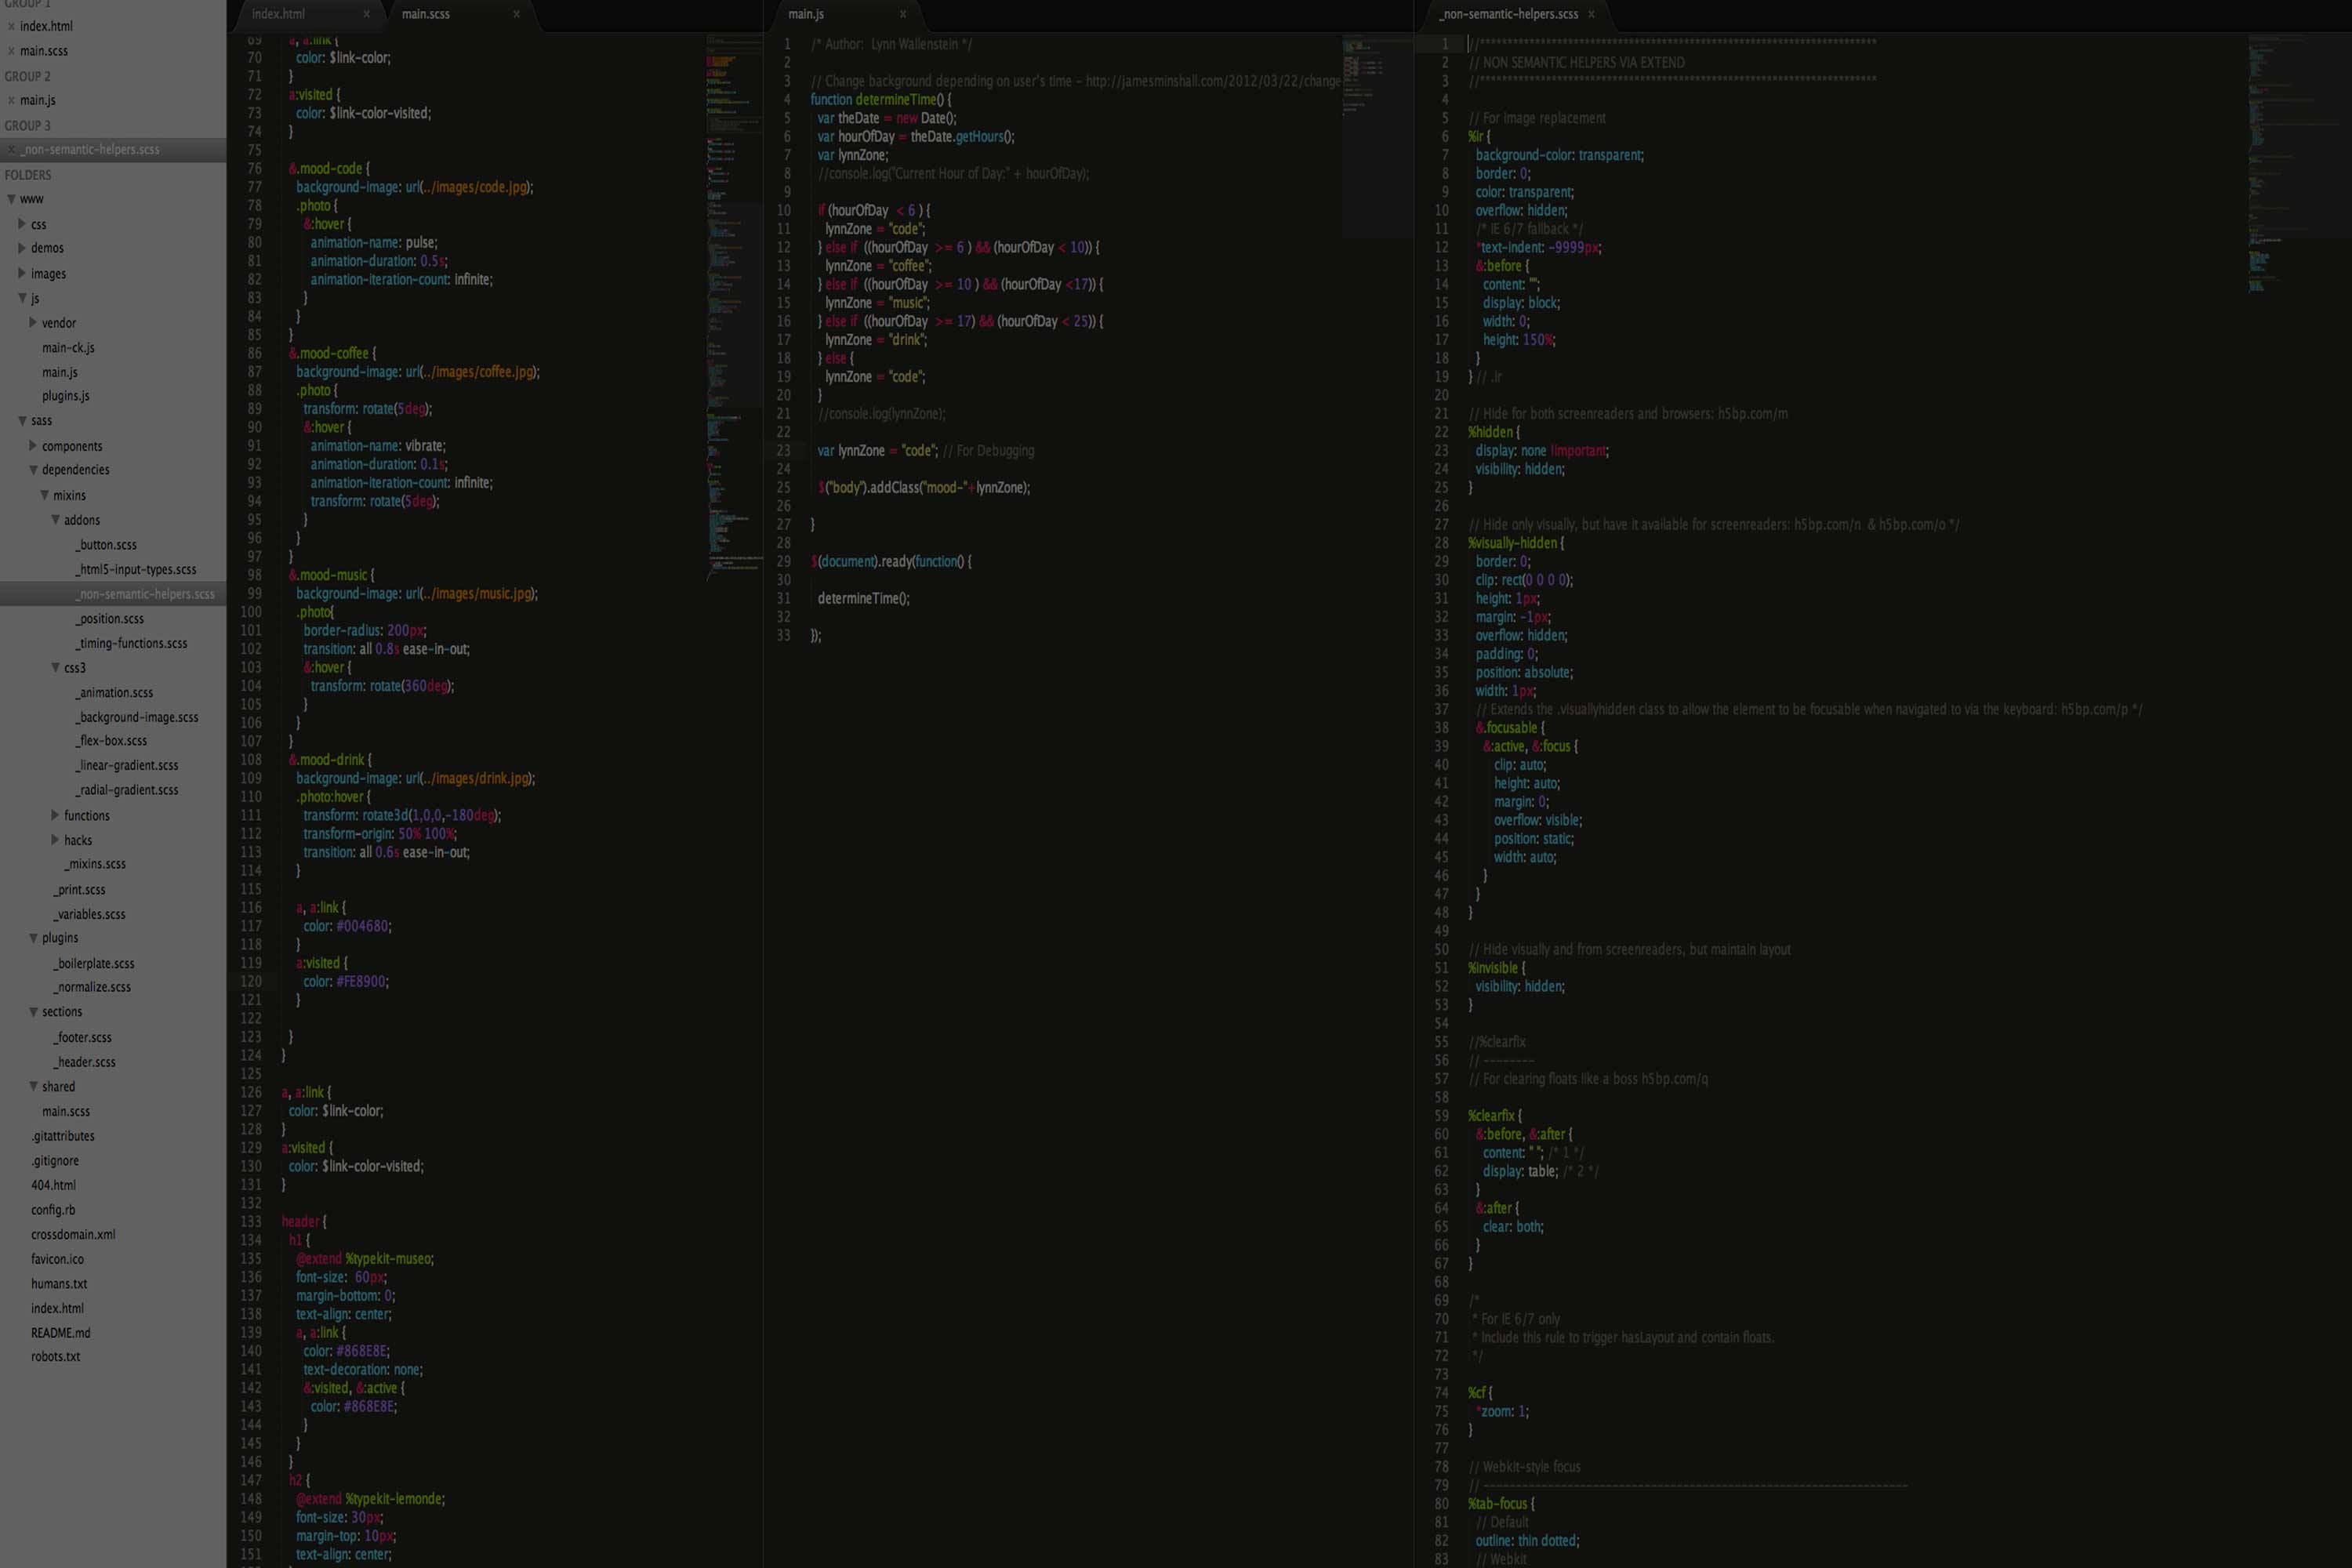 GROUP 1
index.html
main.scss
GROUP 2
main.js
GROUP 3
_non-semantic-helpers.scss
FOLDERS
www
css
demos
images
js
vendor
main-ck.js
main.js
plugins.js
sass
components
dependencies
mixins
addons
_button.scss
_html5-input-types.scss
_non-semantic-helpers.scss
_position.scss
_timing-functions.scss
css3
_animation.scss
_background-image.scss
_flex-box.scss
_linear-gradient.scss
_radial-gradient.scss
functions
hacks
_mixins.scss
_print.scss
_variables.scss
plugins
_boilerplate.scss
_normalize.scss
sections
_footer.scss
_header.scss
shared
main.scss
.gitattributes
.gitignore
404.html
config.rb
crossdomain.xml
favicon.ico
humans.txt
index.html
README.md
robots.txt
index.html x main.scss x
69 a, a:link {
70 color: $link-color;
71 }
72 a:visited {
73 color: $link-color-visited;
74 }
75
76 &.mood-code {
77 background-image: url(../images/code.jpg);
78 .photo {
79 &:hover {
80 animation-name: pulse;
81 animation-duration: 0.5s;
82 animation-iteration-count: infinite;
83 }
84 }
85 }
86 &.mood-coffee {
87 background-image: url(../images/coffee.jpg);
88 .photo {
89 transform: rotate(5deg);
90 &:hover {
91 animation-name: vibrate;
92 animation-duration: 0.1s;
93 animation-iteration-count: infinite;
94 transform: rotate(5deg);
95 }
96 }
97 }
98 &.mood-music {
99 background-image: url(../images/music.jpg);
100 .photo{
101 border-radius: 200px;
102 transition: all 0.8s ease-in-out;
103 &:hover {
104 transform: rotate(360deg);
105 }
106 }
107 }
108 &.mood-drink {
109 background-image: url(../images/drink.jpg);
110 .photo:hover {
111 transform: rotate3d(1,0,0,-180deg);
112 transform-origin: 50% 100%;
113 transition: all 0.6s ease-in-out;
114 }
115
116 a, a:link {
117 color: #004680;
118 }
119 a:visited {
120 color: #FE8900;
121 }
122
123 }
124 }
125
126 a, a:link {
127 color: $link-color;
128 }
129 a:visited {
130 color: $link-color-visited;
131 }
132
133 header {
134 h1 {
135 @extend %typekit-museo;
136 font-size: 60px;
137 margin-bottom: 0;
138 text-align: center;
139 a, a:link {
140 color: #868E8E;
141 text-decoration: none;
142 &:visited, &:active {
143 color: #868E8E;
144 }
145 }
146 }
147 h2 {
148 @extend %typekit-lemonde;
149 font-size: 30px;
150 margin-top: 10px;
151 text-align: center;
main.js x
1 /* Author: Lynn Wallenstein */
2
3 // Change background depending on user's time - http://jamesminshall.com/2012/03/22/change
4 function determineTime() {
5 var theDate = new Date();
6 var hourOfDay = theDate.getHours();
7 var lynnZone;
8 //console.log("Current Hour of Day:" + hourOfDay);
9
10 if (hourOfDay < 6 ) {
11 lynnZone = "code";
12 } else if ((hourOfDay >= 6 ) && (hourOfDay < 10)) {
13 lynnZone = "coffee";
14 } else if ((hourOfDay >= 10 ) && (hourOfDay <17)) {
15 lynnZone = "music";
16 } else if ((hourOfDay >= 17) && (hourOfDay < 25)) {
17 lynnZone = "drink";
18 } else {
19 lynnZone = "code";
20 }
21 //console.log(lynnZone);
22
23 var lynnZone = "code"; // For Debugging
24
25 $("body").addClass("mood-"+lynnZone);
26
27 }
28
29 $(document).ready(function() {
30
31 determineTime();
32
33 });
_non-semantic-helpers.scss x
1 //******************************************************************************
2 // NON SEMANTIC HELPERS VIA EXTEND
3 //******************************************************************************
4
5 // For image replacement
6 %ir {
7 background-color: transparent;
8 border: 0;
9 color: transparent;
10 overflow: hidden;
11 /* IE 6/7 fallback */
12 *text-indent: -9999px;
13 &:before {
14 content: "";
15 display: block;
16 width: 0;
17 height: 150%;
18 }
19 } // .ir
20
21 // Hide for both screenreaders and browsers: h5bp.com/m
22 %hidden {
23 display: none !important;
24 visibility: hidden;
25 }
26
27 // Hide only visually, but have it available for screenreaders: h5bp.com/n & h5bp.com/o */
28 %visually-hidden {
29 border: 0;
30 clip: rect(0 0 0 0);
31 height: 1px;
32 margin: -1px;
33 overflow: hidden;
34 padding: 0;
35 position: absolute;
36 width: 1px;
37 // Extends the .visuallyhidden class to allow the element to be focusable when navigated to via the keyboard: h5bp.com/p */
38 &.focusable {
39 &:active, &:focus {
40 clip: auto;
41 height: auto;
42 margin: 0;
43 overflow: visible;
44 position: static;
45 width: auto;
46 }
47 }
48 }
49
50 // Hide visually and from screenreaders, but maintain layout
51 %invisible {
52 visibility: hidden;
53 }
54
55 //%clearfix
56 // --------
57 // For clearing floats like a boss h5bp.com/q
58
59 %clearfix {
60 &:before, &:after {
61 content: " "; /* 1 */
62 display: table; /* 2 */
63 }
64 &:after {
65 clear: both;
66 }
67 }
68
69 /*
70 * For IE 6/7 only
71 * Include this rule to trigger hasLayout and contain floats.
72 */
73
74 %cf {
75 *zoom: 1;
76 }
77
78 // Webkit-style focus
79 // --------------------------------------------------------------------
80 %tab-focus {
81 // Default
82 outline: thin dotted;
83 // Webkit